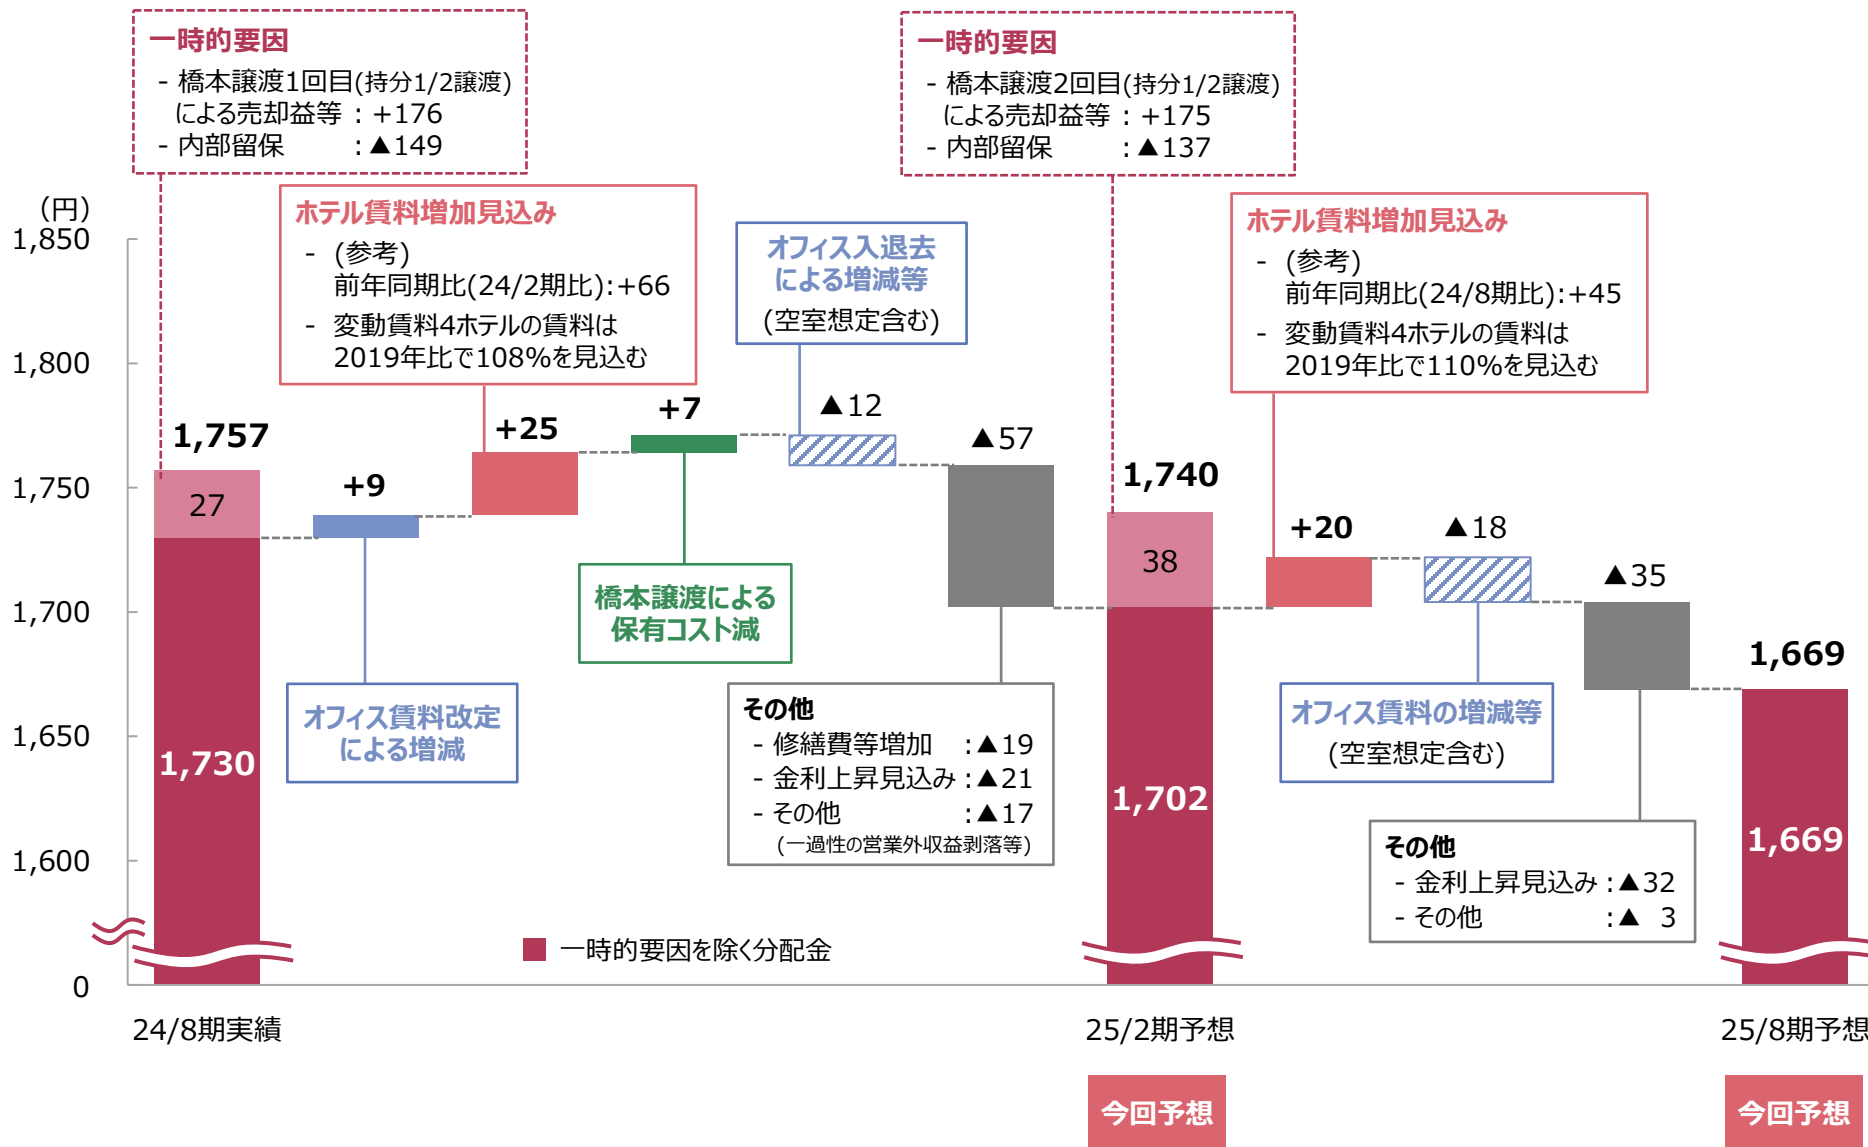 一時的要因
- 橋本譲渡1回目(持分1/2譲渡)
による売却益等 : +176
- 内部留保 : ▲149
一時的要因
- 橋本譲渡2回目(持分1/2譲渡)
による売却益等 : +175
- 内部留保 : ▲137
(円)
1,850
1,800
1,750
1,700
1,650
1,600
0
ホテル賃料増加見込み
- (参考)
前年同期比(24/2期比):+66
- 変動賃料4ホテルの賃料は
2019年比で108%を見込む
オフィス入退去
による増減等
(空室想定含む)
ホテル賃料増加見込み
- (参考)
前年同期比(24/8期比):+45
- 変動賃料4ホテルの賃料は
2019年比で110%を見込む
1,757
27
1,730
+9
+25
+7
▲12
▲57
1,740
38
1,702
+20
▲18
▲35
1,669
1,669
オフィス賃料改定
による増減
橋本譲渡による
保有コスト減
その他
- 修繕費等増加 : ▲19
- 金利上昇見込み : ▲21
- その他 : ▲17
(一過性の営業外収益剥落等)
オフィス賃料の増減等
(空室想定含む)
その他
- 金利上昇見込み : ▲32
- その他 : ▲ 3
一時的要因を除く分配金
24/8期実績
25/2期予想
25/8期予想
今回予想
今回予想